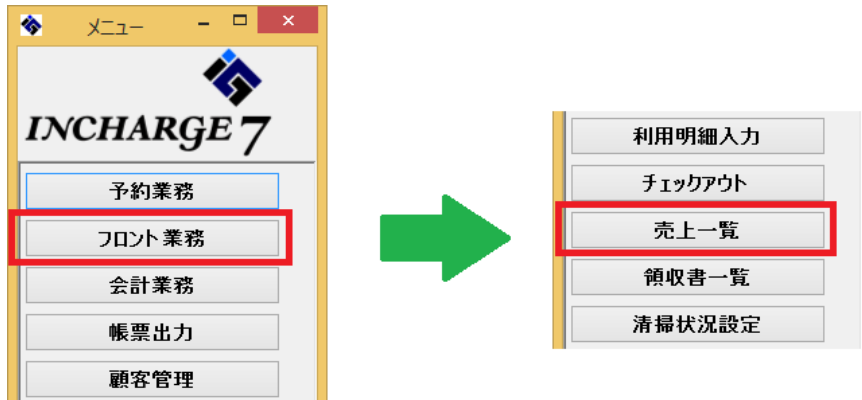 メニュー
INCHARGE 7
予約業務
フロント業務
会計業務
帳票出力
顧客管理
利用明細入力
チェックアウト
売上一覧
領収書一覧
清掃状況設定